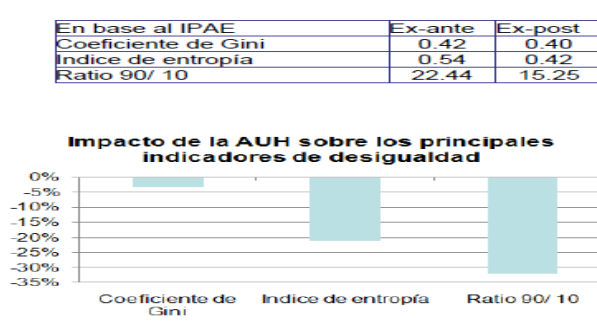 En base al IPAE Ex-ante Ex-post
Coeficiente de Gini 0.42 0.40
Indice de entropía 0.54 0.42
Ratio 90/ 10 22.44 15.25
Impacto de la AUH sobre los principales
indicadores de desigualdad
0%
-5%
-10%
-15%
-20%
-25%
-30%
-35%
Coeficiente de Indice de entropía Ratio 90/ 10
Gini